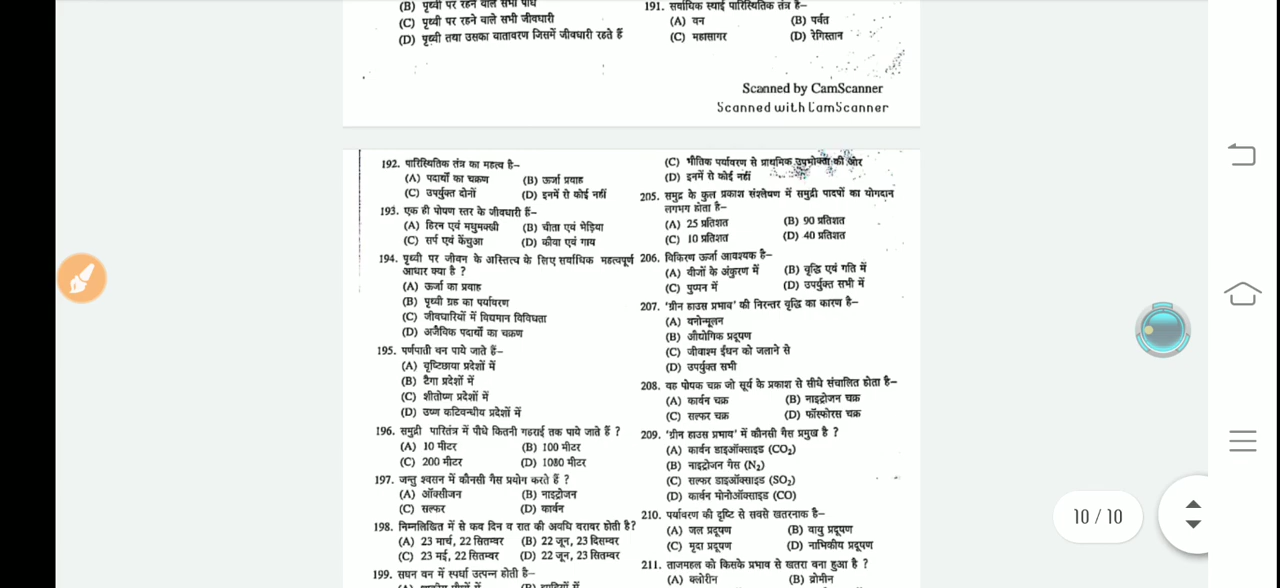 (B) पृथ्वी पर रहने वाले सभी पौधे
(C) पृथ्वी पर रहने वाले सभी जीवधारी
(D) पृथ्वी तथा उसका वातावरण जिसमें जीवधारी रहते हैं
191. सर्वाधिक स्थाई पारिस्थितिक तंत्र है–
(A) वन (B) पर्वत
(C) महासागर (D) रेगिस्तान
Scanned by CamScanner
Scanned with CamScanner
192. पारिस्थितिक तंत्र का महत्व है–
(A) पदार्थों का चक्रण (B) ऊर्जा प्रवाह
(C) उपर्युक्त दोनों (D) इनमें से कोई नहीं
193. एक ही पोषण स्तर के जीवधारी हैं–
(A) हिरन एवं मधुमक्खी (B) चीता एवं भेड़िया
(C) सर्प एवं केंचुआ (D) कौवा एवं गाय
194. पृथ्वी पर जीवन के अस्तित्व के लिए सर्वाधिक महत्वपूर्ण
आधार क्या है ?
(A) ऊर्जा का प्रवाह
(B) पृथ्वी ग्रह का पर्यावरण
(C) जीवधारियों में विद्यमान विविधता
(D) अजैविक पदार्थों का चक्रण
195. पर्णपाती वन पाये जाते हैं–
(A) वृष्टिछाया प्रदेशों में
(B) टैगा प्रदेशों में
(C) शीतोष्ण प्रदेशों में
(D) उष्ण कटिबन्धीय प्रदेशों में
196. समुद्री पारितंत्र में पौधे कितनी गहराई तक पाये जाते हैं ?
(A) 10 मीटर (B) 100 मीटर
(C) 200 मीटर (D) 1080 मीटर
197. जन्तु श्वसन में कौनसी गैस प्रयोग करते हैं ?
(A) ऑक्सीजन (B) नाइट्रोजन
(C) सल्फर (D) कार्बन
198. निम्नलिखित में से कब दिन व रात की अवधि बराबर होती है?
(A) 23 मार्च, 22 सितम्बर (B) 22 जून, 23 दिसम्बर
(C) 23 मई, 22 सितम्बर (D) 22 जून, 23 सितम्बर
199. सघन वन में स्पर्धा उत्पन्न होती है–
(C) भौतिक पर्यावरण से प्राथमिक उपभोक्ता की ओर
(D) इनमें से कोई नहीं
205. समुद्र के कुल प्रकाश संश्लेषण में समुद्री पादपों का योगदान
लगभग होता है–
(A) 25 प्रतिशत (B) 90 प्रतिशत
(C) 10 प्रतिशत (D) 40 प्रतिशत
206. विकिरण ऊर्जा आवश्यक है–
(A) बीजों के अंकुरण में (B) वृद्धि एवं गति में
(C) पुष्पन में (D) उपर्युक्त सभी में
207. 'ग्रीन हाउस प्रभाव' की निरन्तर वृद्धि का कारण है–
(A) वनोन्मूलन
(B) औद्योगिक प्रदूषण
(C) जीवाश्म ईंधन को जलाने से
(D) उपर्युक्त सभी
208. वह पोषक चक्र जो सूर्य के प्रकाश से सीधे संचालित होता है–
(A) कार्बन चक्र (B) नाइट्रोजन चक्र
(C) सल्फर चक्र (D) फॉस्फोरस चक्र
209. 'ग्रीन हाउस प्रभाव' में कौनसी गैस प्रमुख है ?
(A) कार्बन डाइऑक्साइड (CO₂)
(B) नाइट्रोजन गैस (N₂)
(C) सल्फर डाइऑक्साइड (SO₂)
(D) कार्बन मोनोऑक्साइड (CO)
210. पर्यावरण की दृष्टि से सबसे खतरनाक है–
(A) जल प्रदूषण (B) वायु प्रदूषण
(C) मृदा प्रदूषण (D) नाभिकीय प्रदूषण
211. ताजमहल को किसके प्रभाव से खतरा बना हुआ है ?
(A) क्लोरीन (B) ब्रोमीन
10 / 10